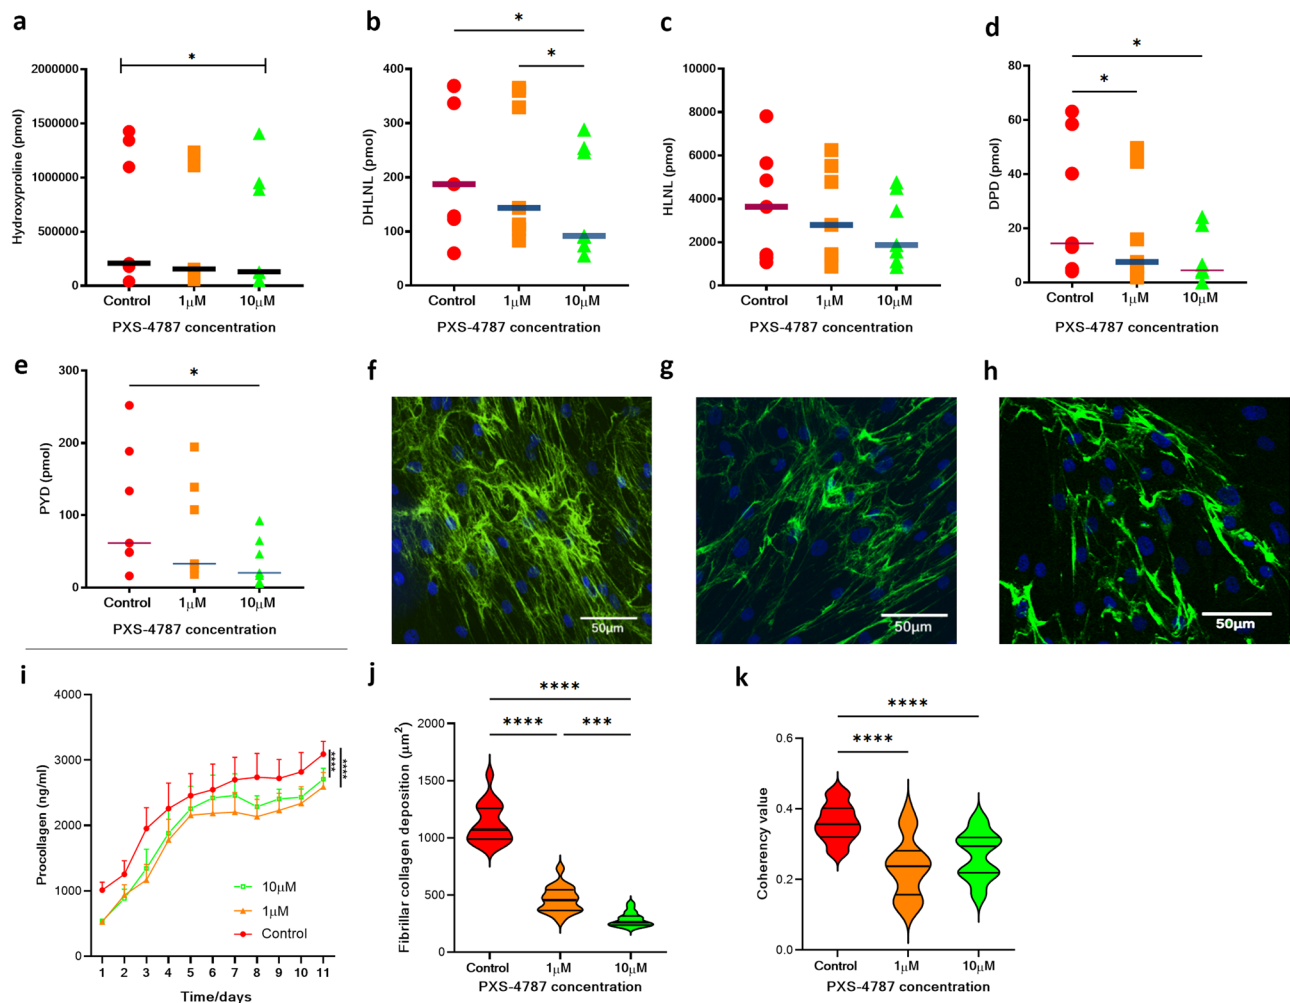 a
*
Hydroxyproline (pmol)
2000000
1500000
1000000
500000
0
Control 1μM 10μM
PXS-4787 concentration
b
*
*
DHLNL (pmol)
400
300
200
100
0
Control 1μM 10μM
PXS-4787 concentration
c
HLNL (pmol)
10000
8000
6000
4000
2000
0
Control 1μM 10μM
PXS-4787 concentration
d
*
*
DPD (pmol)
80
60
40
20
0
Control 1μM 10μM
PXS-4787 concentration
e
*
PYD (pmol)
300
200
100
0
Control 1μM 10μM
PXS-4787 concentration
f
50μm
g
50μm
h
50μm
i
Procollagen (ng/ml)
4000
3000
2000
1000
0
****
****
10μM
1μM
Control
1 2 3 4 5 6 7 8 9 10 11
Time/days
j
****
**** ***
Fibrillar collagen deposition (μm²)
2000
1500
1000
500
0
Control 1μM 10μM
PXS-4787 concentration
k
****
****
Coherency value
0.6
0.4
0.2
0.0
Control 1μM 10μM
PXS-4787 concentration